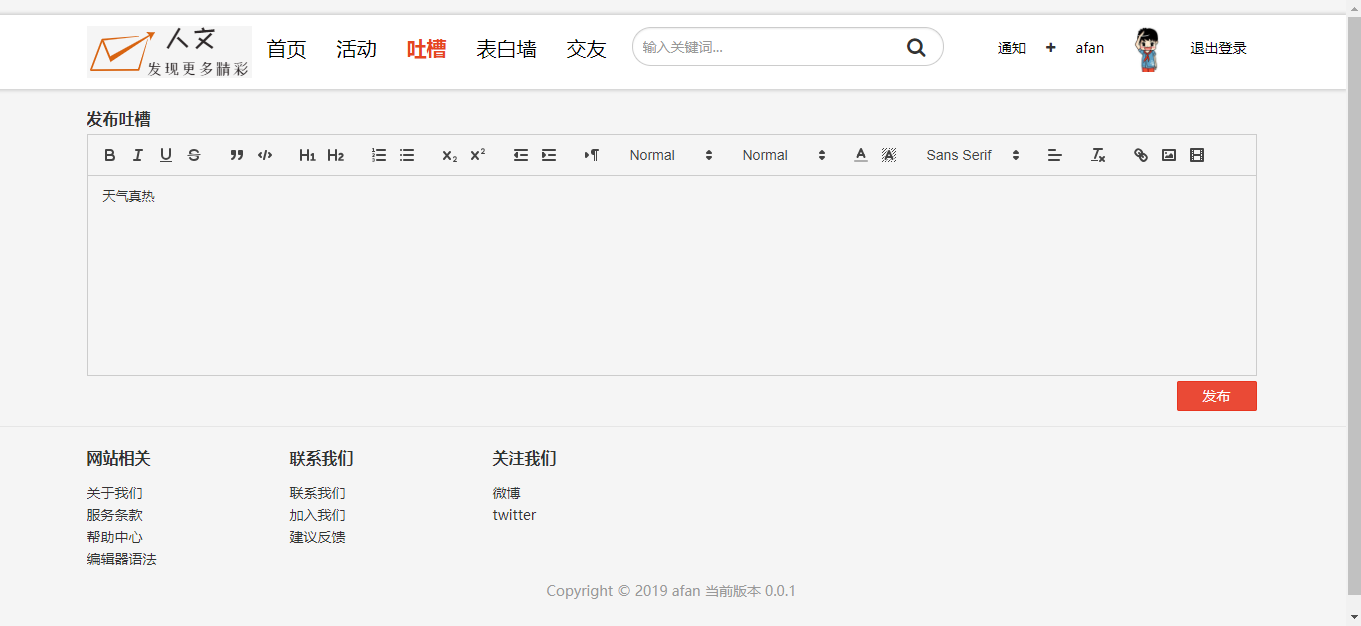 人文
发现更多精彩
首页 活动 吐槽 表白墙 交友 输入关键词... 通知 + afan 退出登录
发布吐槽
B I U S H1 H2 X2 X2 Normal Normal A A Sans Serif Tx
天气真热
发布
网站相关 联系我们 关注我们
关于我们 联系我们 微博
服务条款 加入我们 twitter
帮助中心 建议反馈
编辑器语法
Copyright © 2019 afan 当前版本 0.0.1